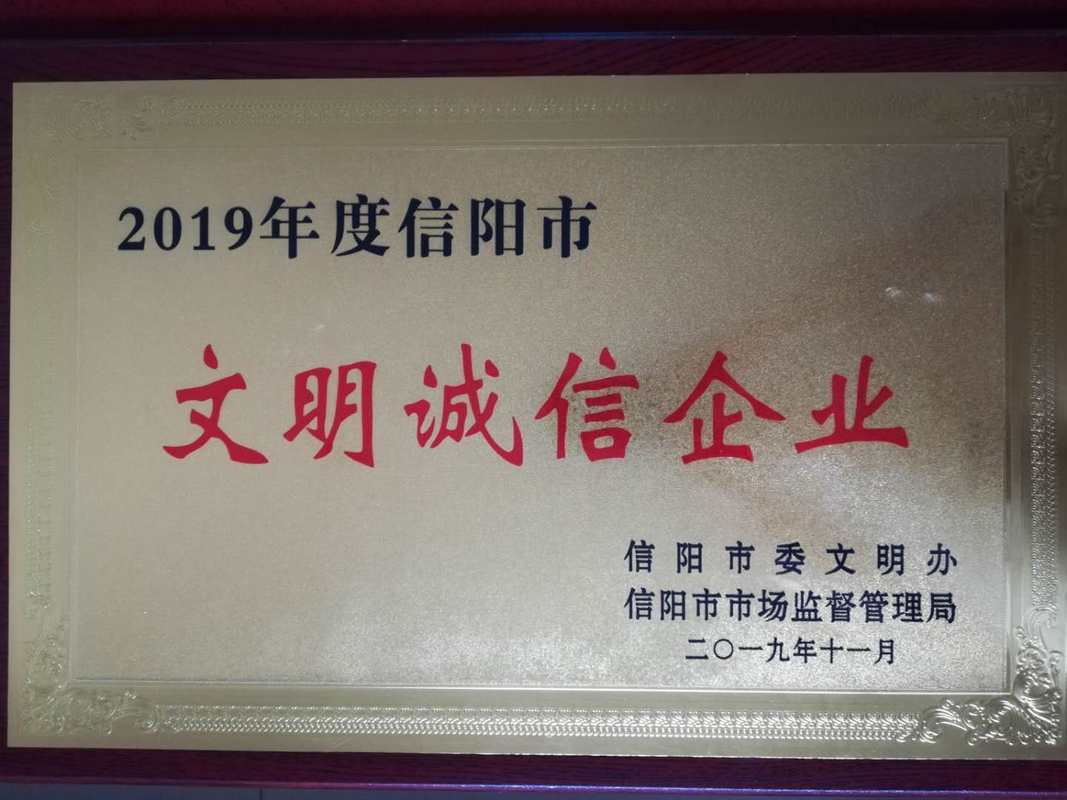 2019年度信阳市
文明诚信企业
信阳市委文明办
信阳市市场监督管理局
二〇一九年十一月